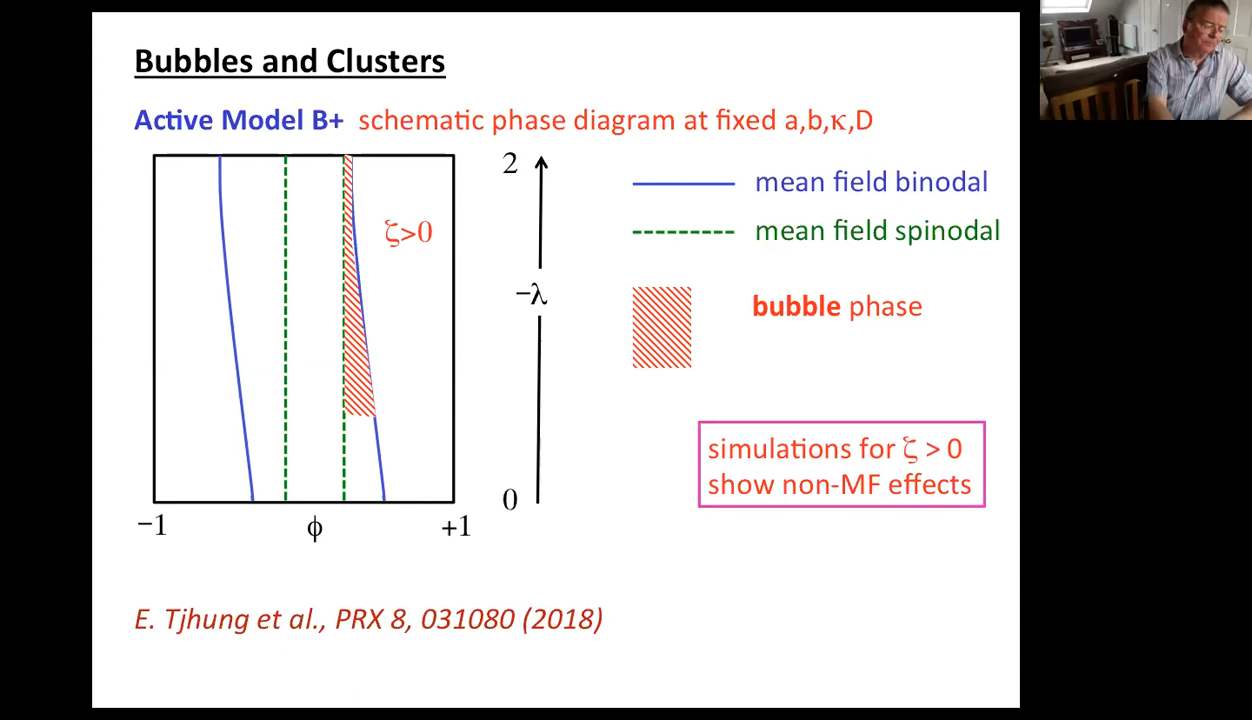 Bubbles and Clusters
Active Model B+ schematic phase diagram at fixed a,b,κ,D
ζ>0
2
−λ
0
−1
ϕ
+1
mean field binodal
mean field spinodal
bubble phase
simulations for ζ > 0
show non-MF effects
E. Tjhung et al., PRX 8, 031080 (2018)